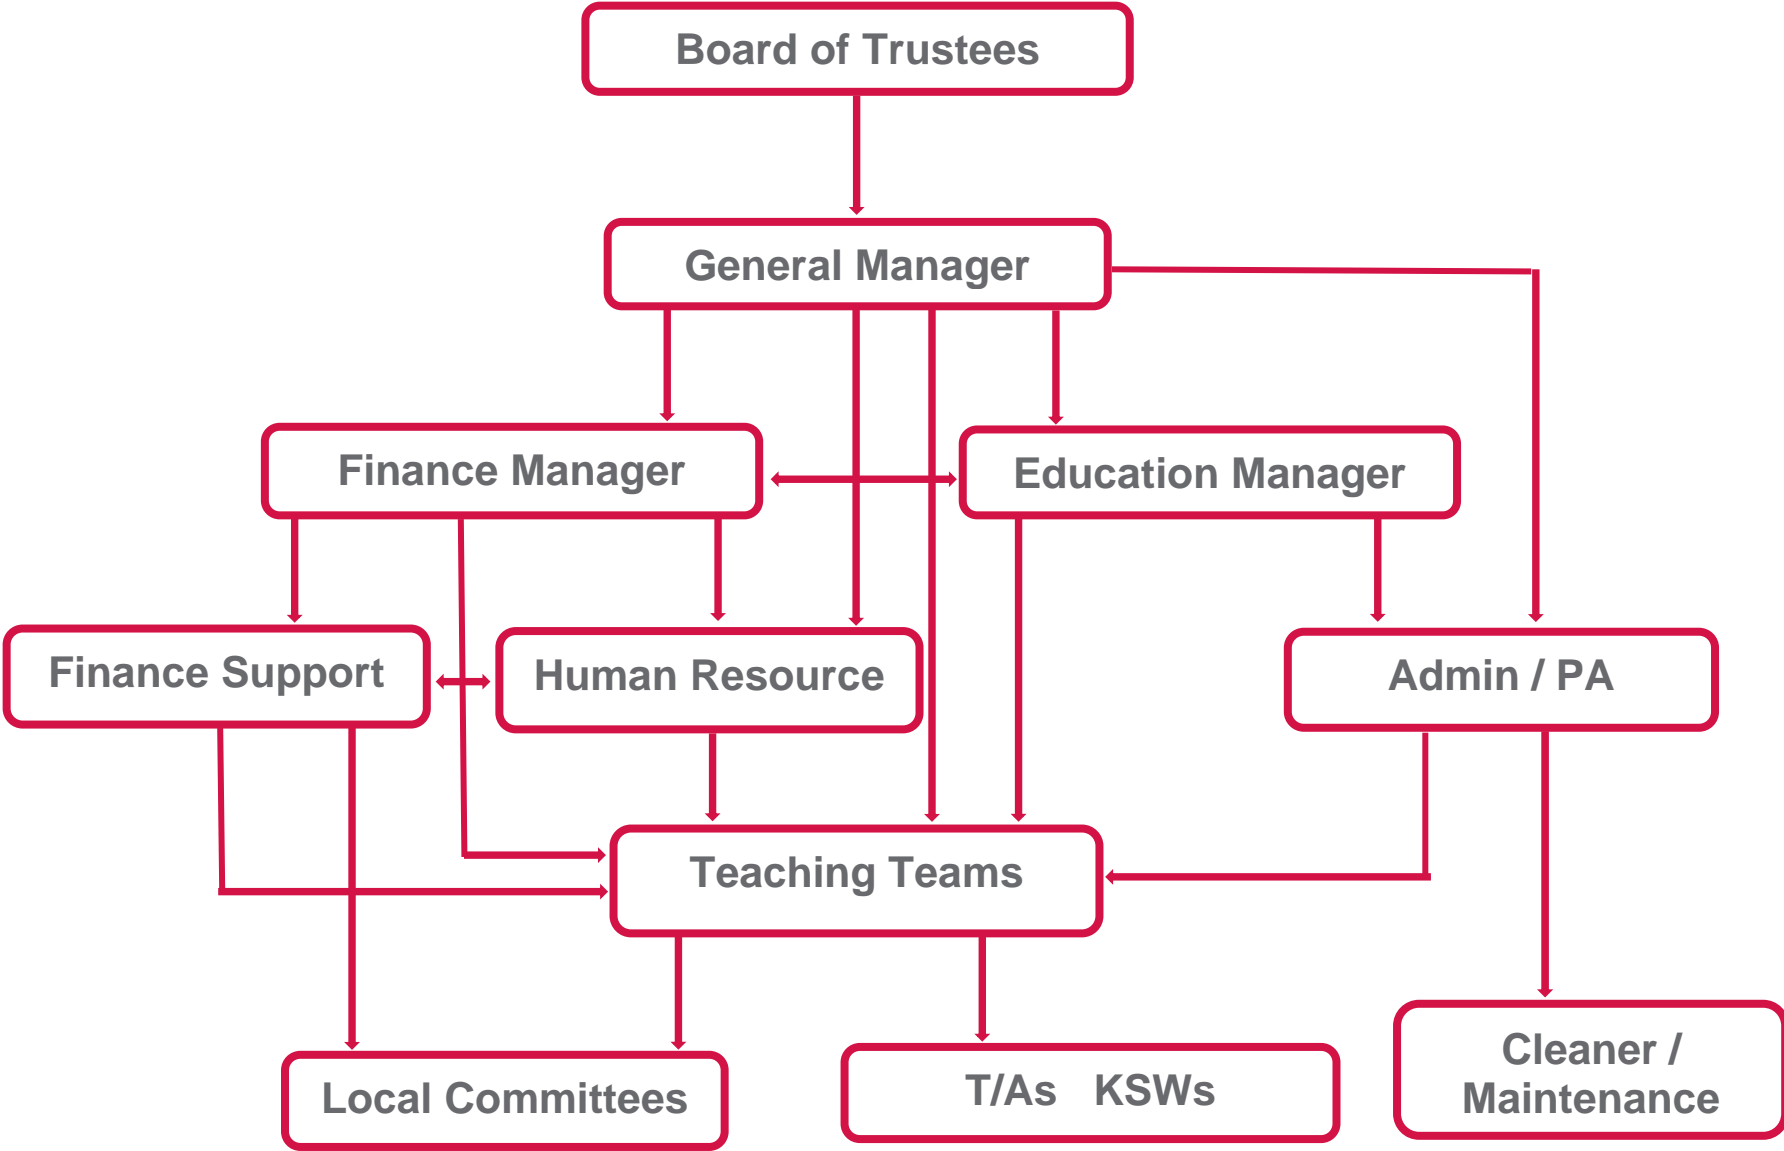 Board of Trustees
General Manager
Finance Manager
Education Manager
Finance Support
Human Resource
Admin / PA
Teaching Teams
Local Committees
T/As KSWs
Cleaner /
Maintenance